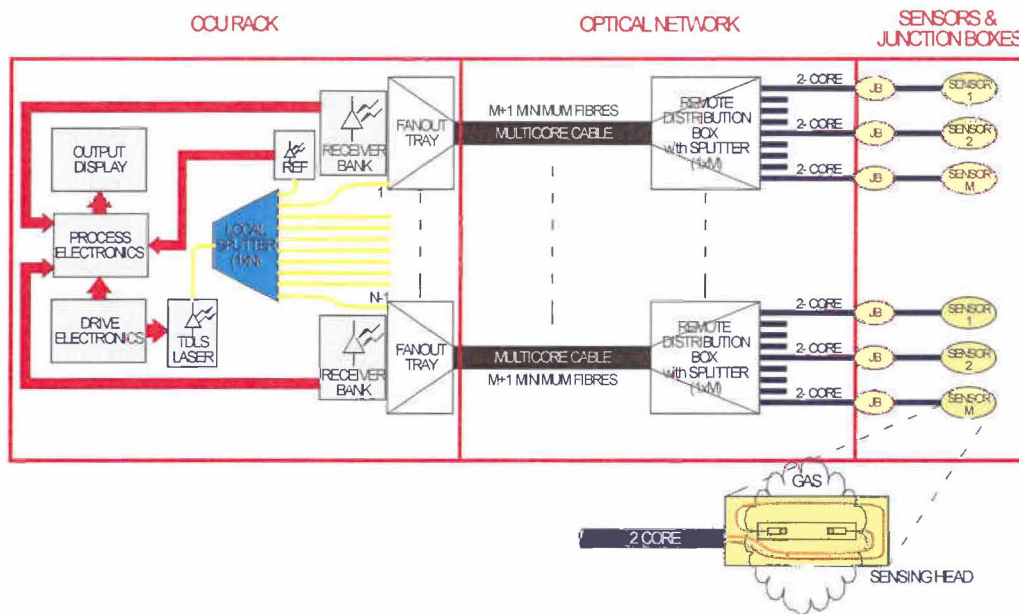 CCU RACK
OPTICAL NETWORK
SENSORS &
JUNCTION BOXES
OUTPUT
DISPLAY
PROCESS
ELECTRONICS
DRIVE
ELECTRONICS
TDLS
LASER
REF
LOCAL
SPLITTER
(1xN)
RECEIVER
BANK
FANOUT
TRAY
1
N-1
RECEIVER
BANK
FANOUT
TRAY
M+1 MINIMUM FIBRES
MULTICORE CABLE
MULTICORE CABLE
M+1 MINIMUM FIBRES
REMOTE
DISTRIBUTION
BOX
with SPLITTER
(1xM)
REMOTE
DISTRIBUTION
BOX
with SPLITTER
(1xM)
2- CORE
JB
SENSOR
1
2- CORE
JB
SENSOR
2
2- CORE
JB
SENSOR
M
2- CORE
JB
SENSOR
1
2- CORE
JB
SENSOR
2
2- CORE
JB
SENSOR
M
GAS
2 CORE
SENSING HEAD